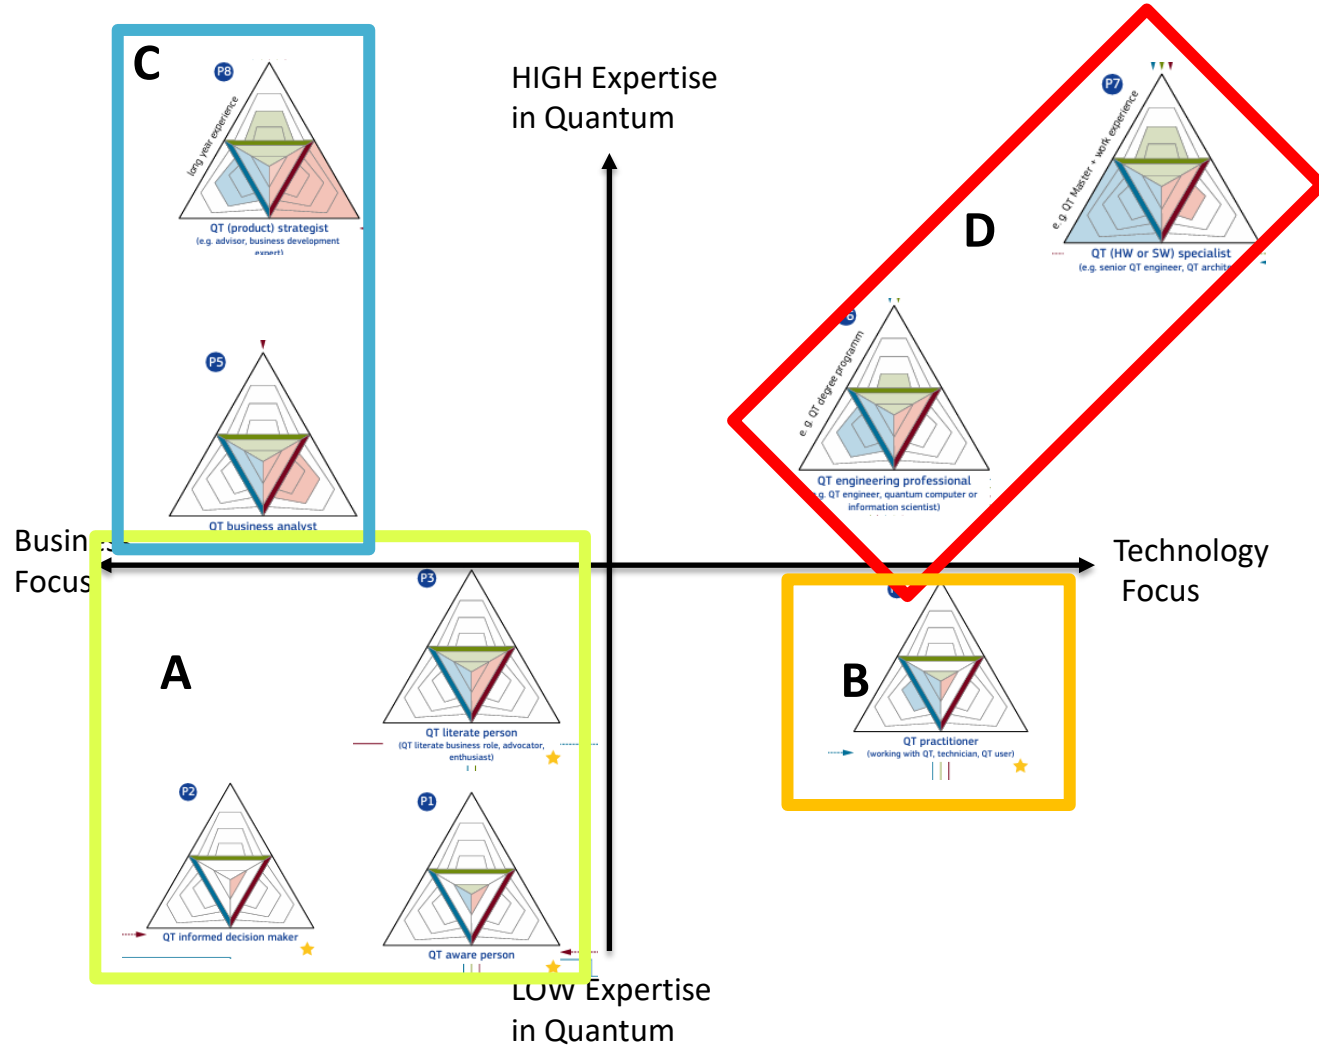 C
P8
long year experience
QT (product) strategist
(e.g. advisor, business development
expert)
HIGH Expertise
in Quantum
P7
e. g. QT Master + work experience
D
QT (HW or SW) specialist
(e.g. senior QT engineer, QT archite
P5
QT business analyst
6
e. g. QT degree programm
QT engineering professional
e.g. QT engineer, quantum computer or
information scientist)
Business
Focus
Technology
Focus
A
P3
QT literate person
(QT literate business role, advocator,
enthusiast)
B
QT practitioner
(working with QT, technician, QT user)
P2
QT informed decision maker
P1
QT aware person
LOW Expertise
in Quantum